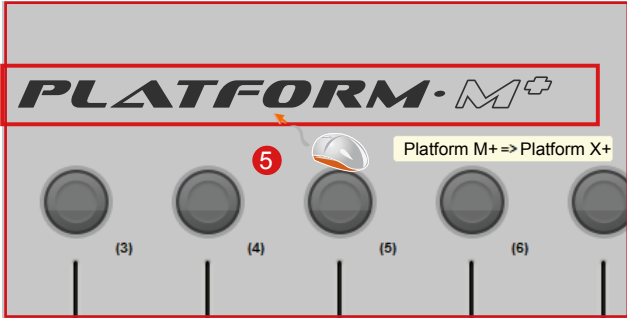 PLATFORM·M+
5
Platform M+ => Platform X+
(3) (4) (5) (6)